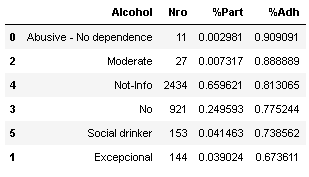 Alcohol Nro %Part %Adh
0 Abusive - No dependence 11 0.002981 0.909091
2 Moderate 27 0.007317 0.888889
4 Not-Info 2434 0.659621 0.813065
3 No 921 0.249593 0.775244
5 Social drinker 153 0.041463 0.738562
1 Excepcional 144 0.039024 0.673611